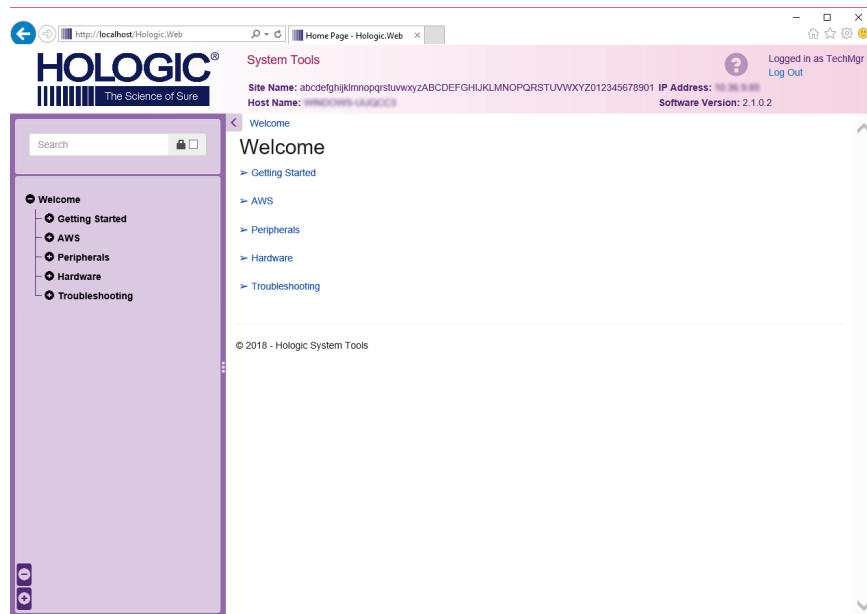 http://localhost/Hologic.Web
Home Page - Hologic.Web
HOLOGIC®
The Science of Sure
System Tools
Site Name: abcdefghijklmnopqrstuvwxyzABCDEFGHIJKLMNOPQRSTUVWXYZ012345678901 IP Address:
Host Name:
Software Version: 2.1.0.2
?
Logged in as TechMgr
Log Out
Search
Welcome
Getting Started
AWS
Peripherals
Hardware
Troubleshooting
Welcome
Welcome
➢ Getting Started
➢ AWS
➢ Peripherals
➢ Hardware
➢ Troubleshooting
© 2018 - Hologic System Tools